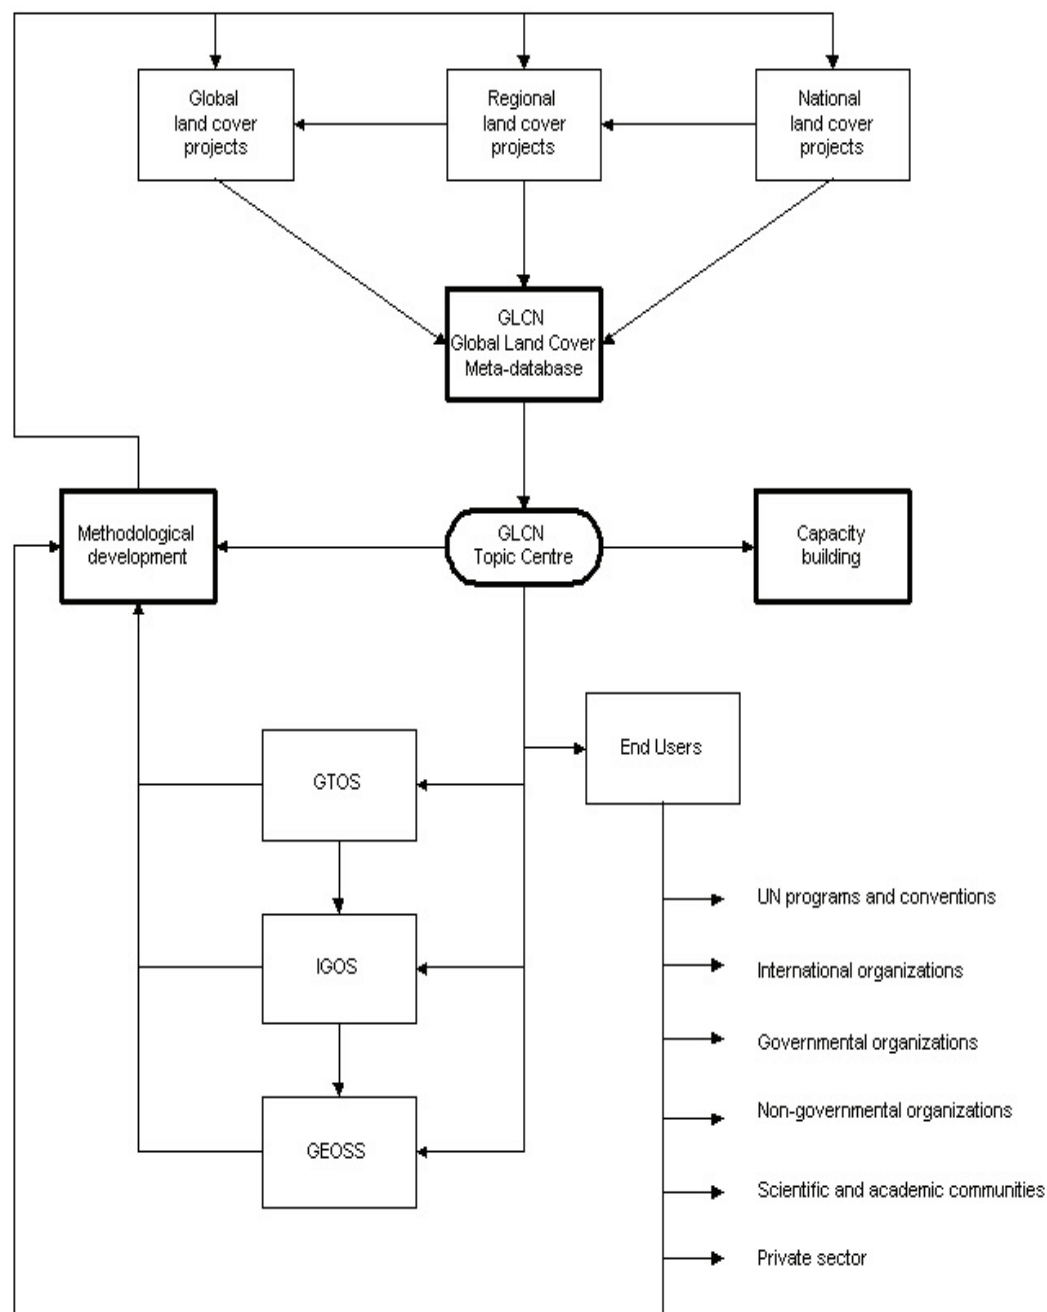 Global
land cover
projects
Regional
land cover
projects
National
land cover
projects
GLCN
Global Land Cover
Meta-database
Methodological
development
GLCN
Topic Centre
Capacity
building
End Users
GTOS
IGOS
GEOSS
UN programs and conventions
International organizations
Governmental organizations
Non-governmental organizations
Scientific and academic communities
Private sector